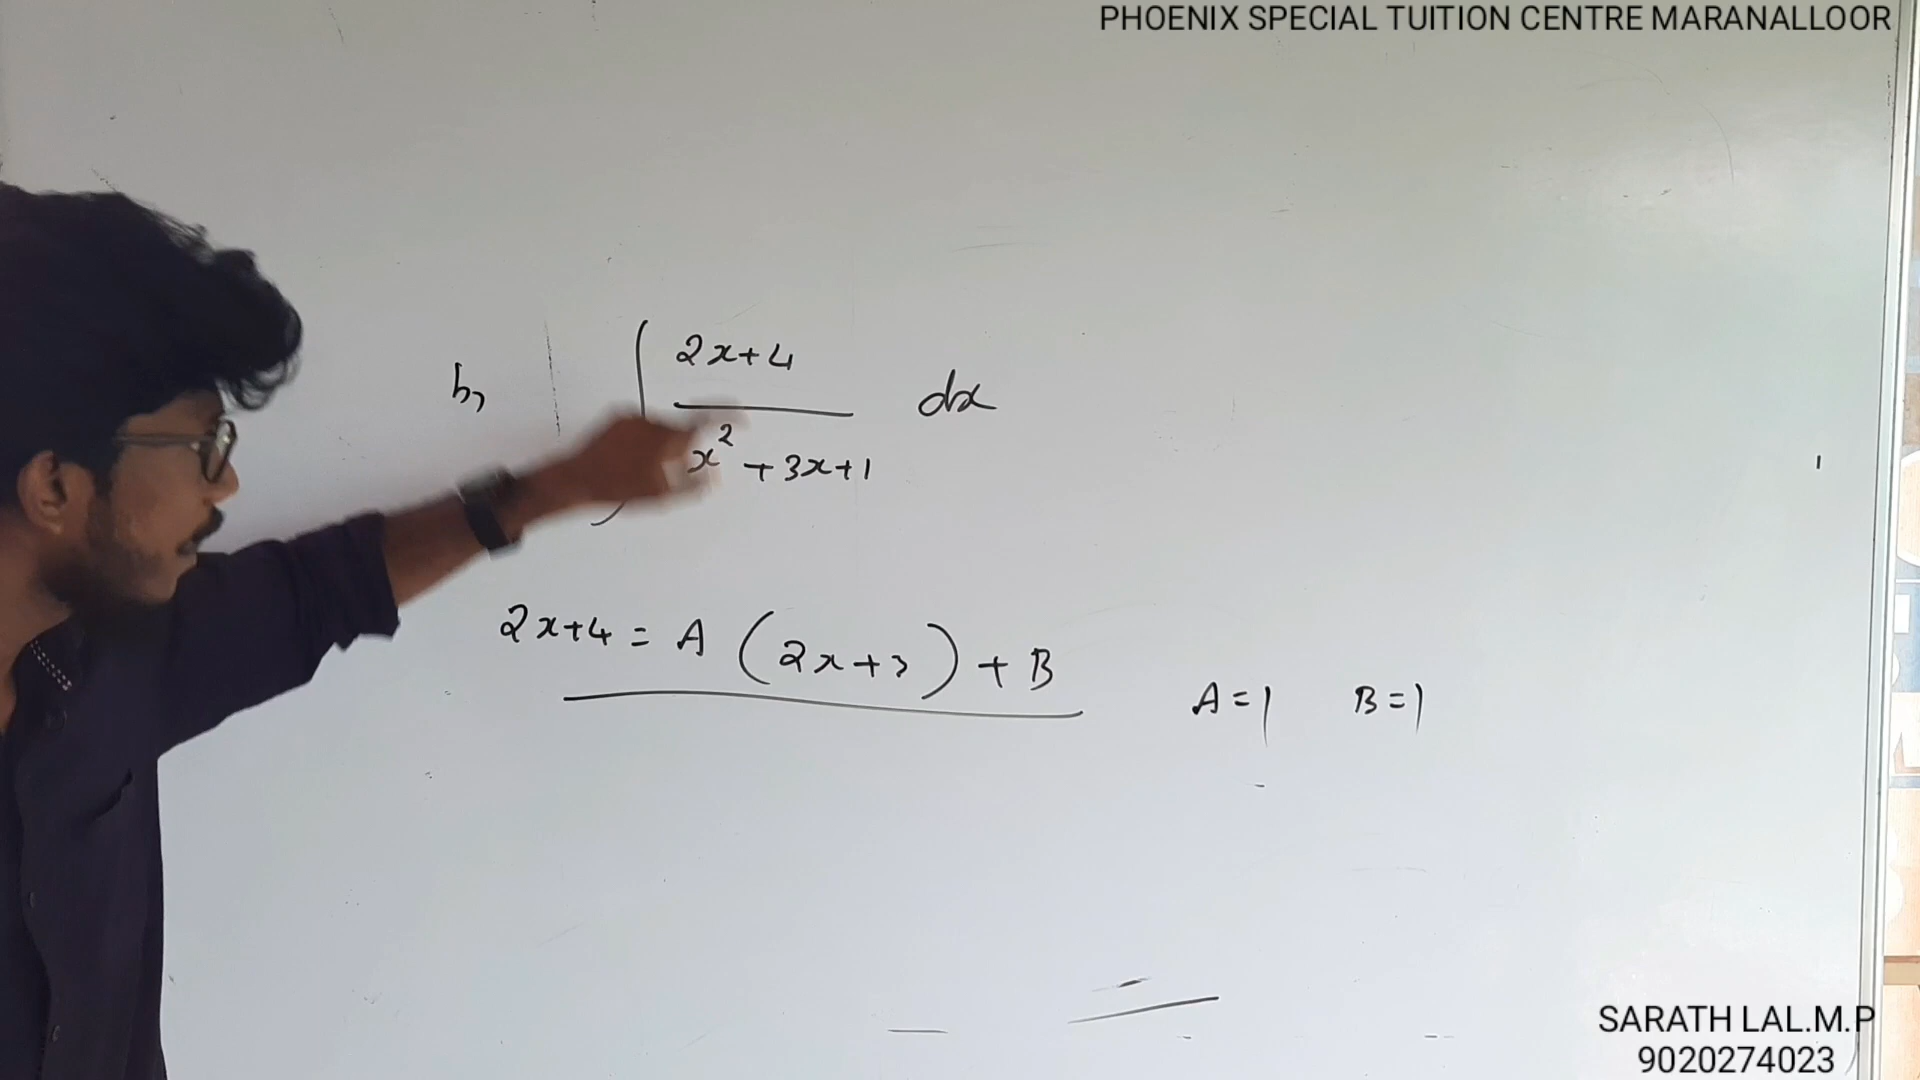 PHOENIX SPECIAL TUITION CENTRE MARANALLOOR
b, ∫ 2x+4 / x² + 3x+1 dx
2x+4 = A (2x+3) + B
A = 1 B = 1
SARATH LAL.M.P
9020274023